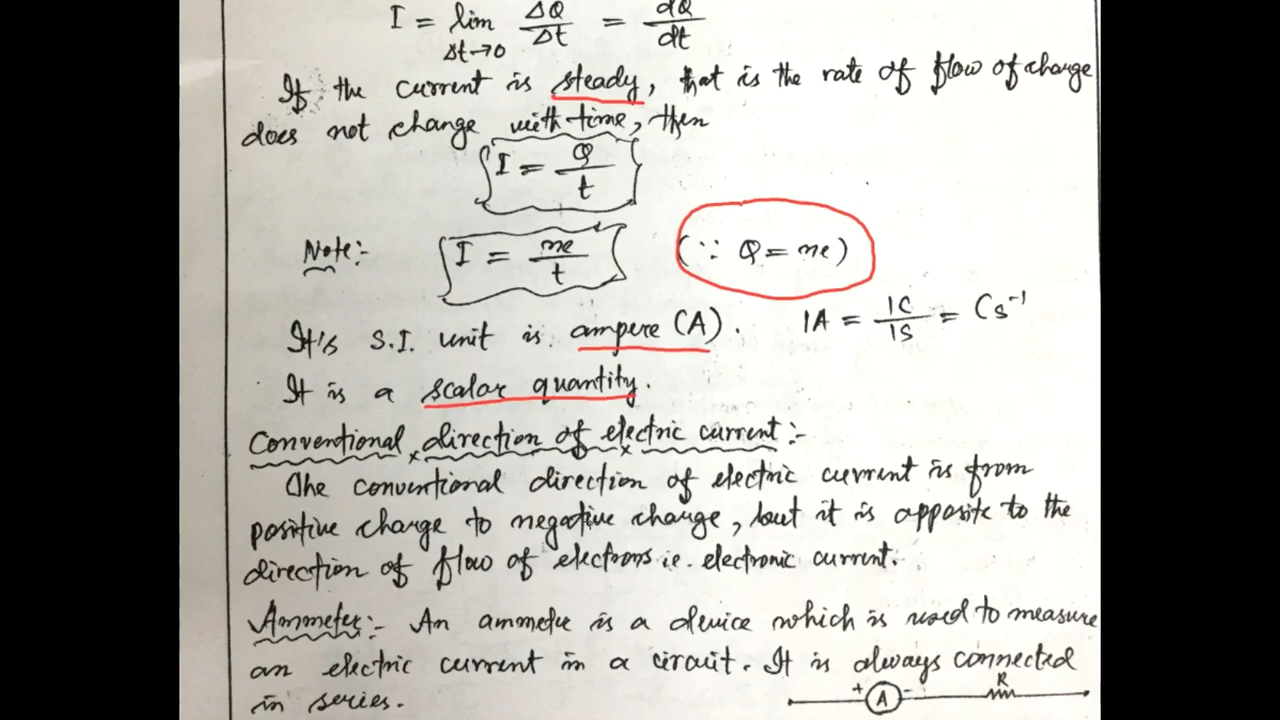 I = lim Δt→0 ΔQ/Δt = dQ/dt
If the current is steady, that is the rate of flow of charge
does not change with time, then
I = Q/t
Note:- I = ne/t (∵ Q = ne)
It's S.I. unit is ampere (A). 1A = 1C/1S = Cs⁻¹
It is a scalar quantity.
Conventional direction of electric current:-
The conventional direction of electric current is from
positive charge to negative charge, but it is apposite to the
direction of flow of electrons i.e. electronic current.
Ammeter:- An ammeter is a device which is used to measure
an electric current in a circuit. It is always connected
in series. + A - R